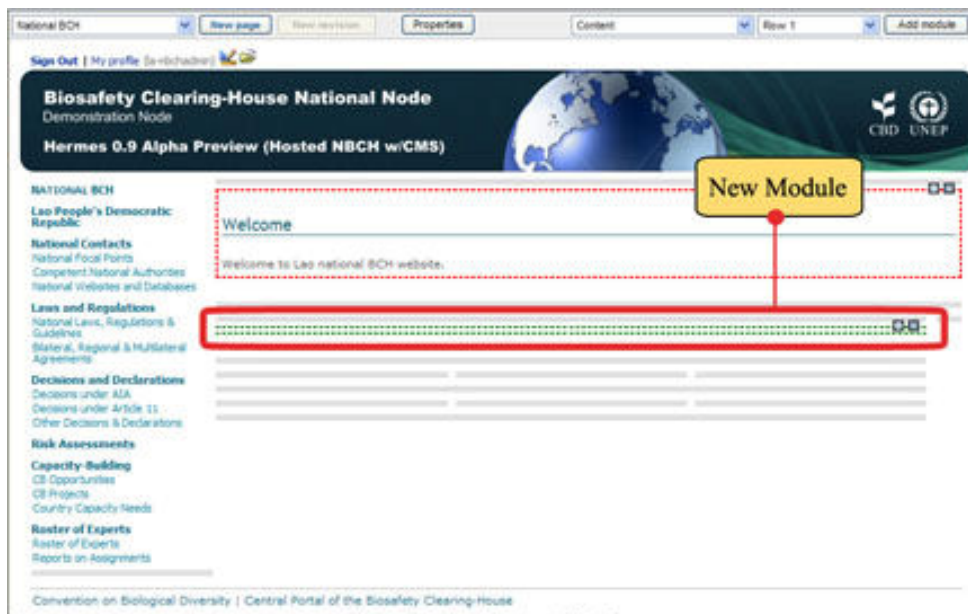 National BCH New page New revision Properties Content Row 1 Add module
Sign Out | My profile
Biosafety Clearing-House National Node
Demonstration Node
Hermes 0.9 Alpha Preview (Hosted NBCH w/CMS)
CBD UNEP
New Module
NATIONAL BCH
Lao People's Democratic
Republic
National Contacts
National Focal Points
Competent National Authorities
National Websites and Databases
Laws and Regulations
National Laws, Regulations &
Guidelines
Bilateral, Regional & Multilateral
Agreements
Decisions and Declarations
Decisions under AIA
Decisions under Article 11
Other Decisions & Declarations
Risk Assessments
Capacity-Building
CB Opportunities
CB Projects
Country Capacity Needs
Roster of Experts
Roster of Experts
Reports on Assignments
Welcome
Welcome to Lao national BCH website.
Convention on Biological Diversity | Central Portal of the Biosafety Clearing-House